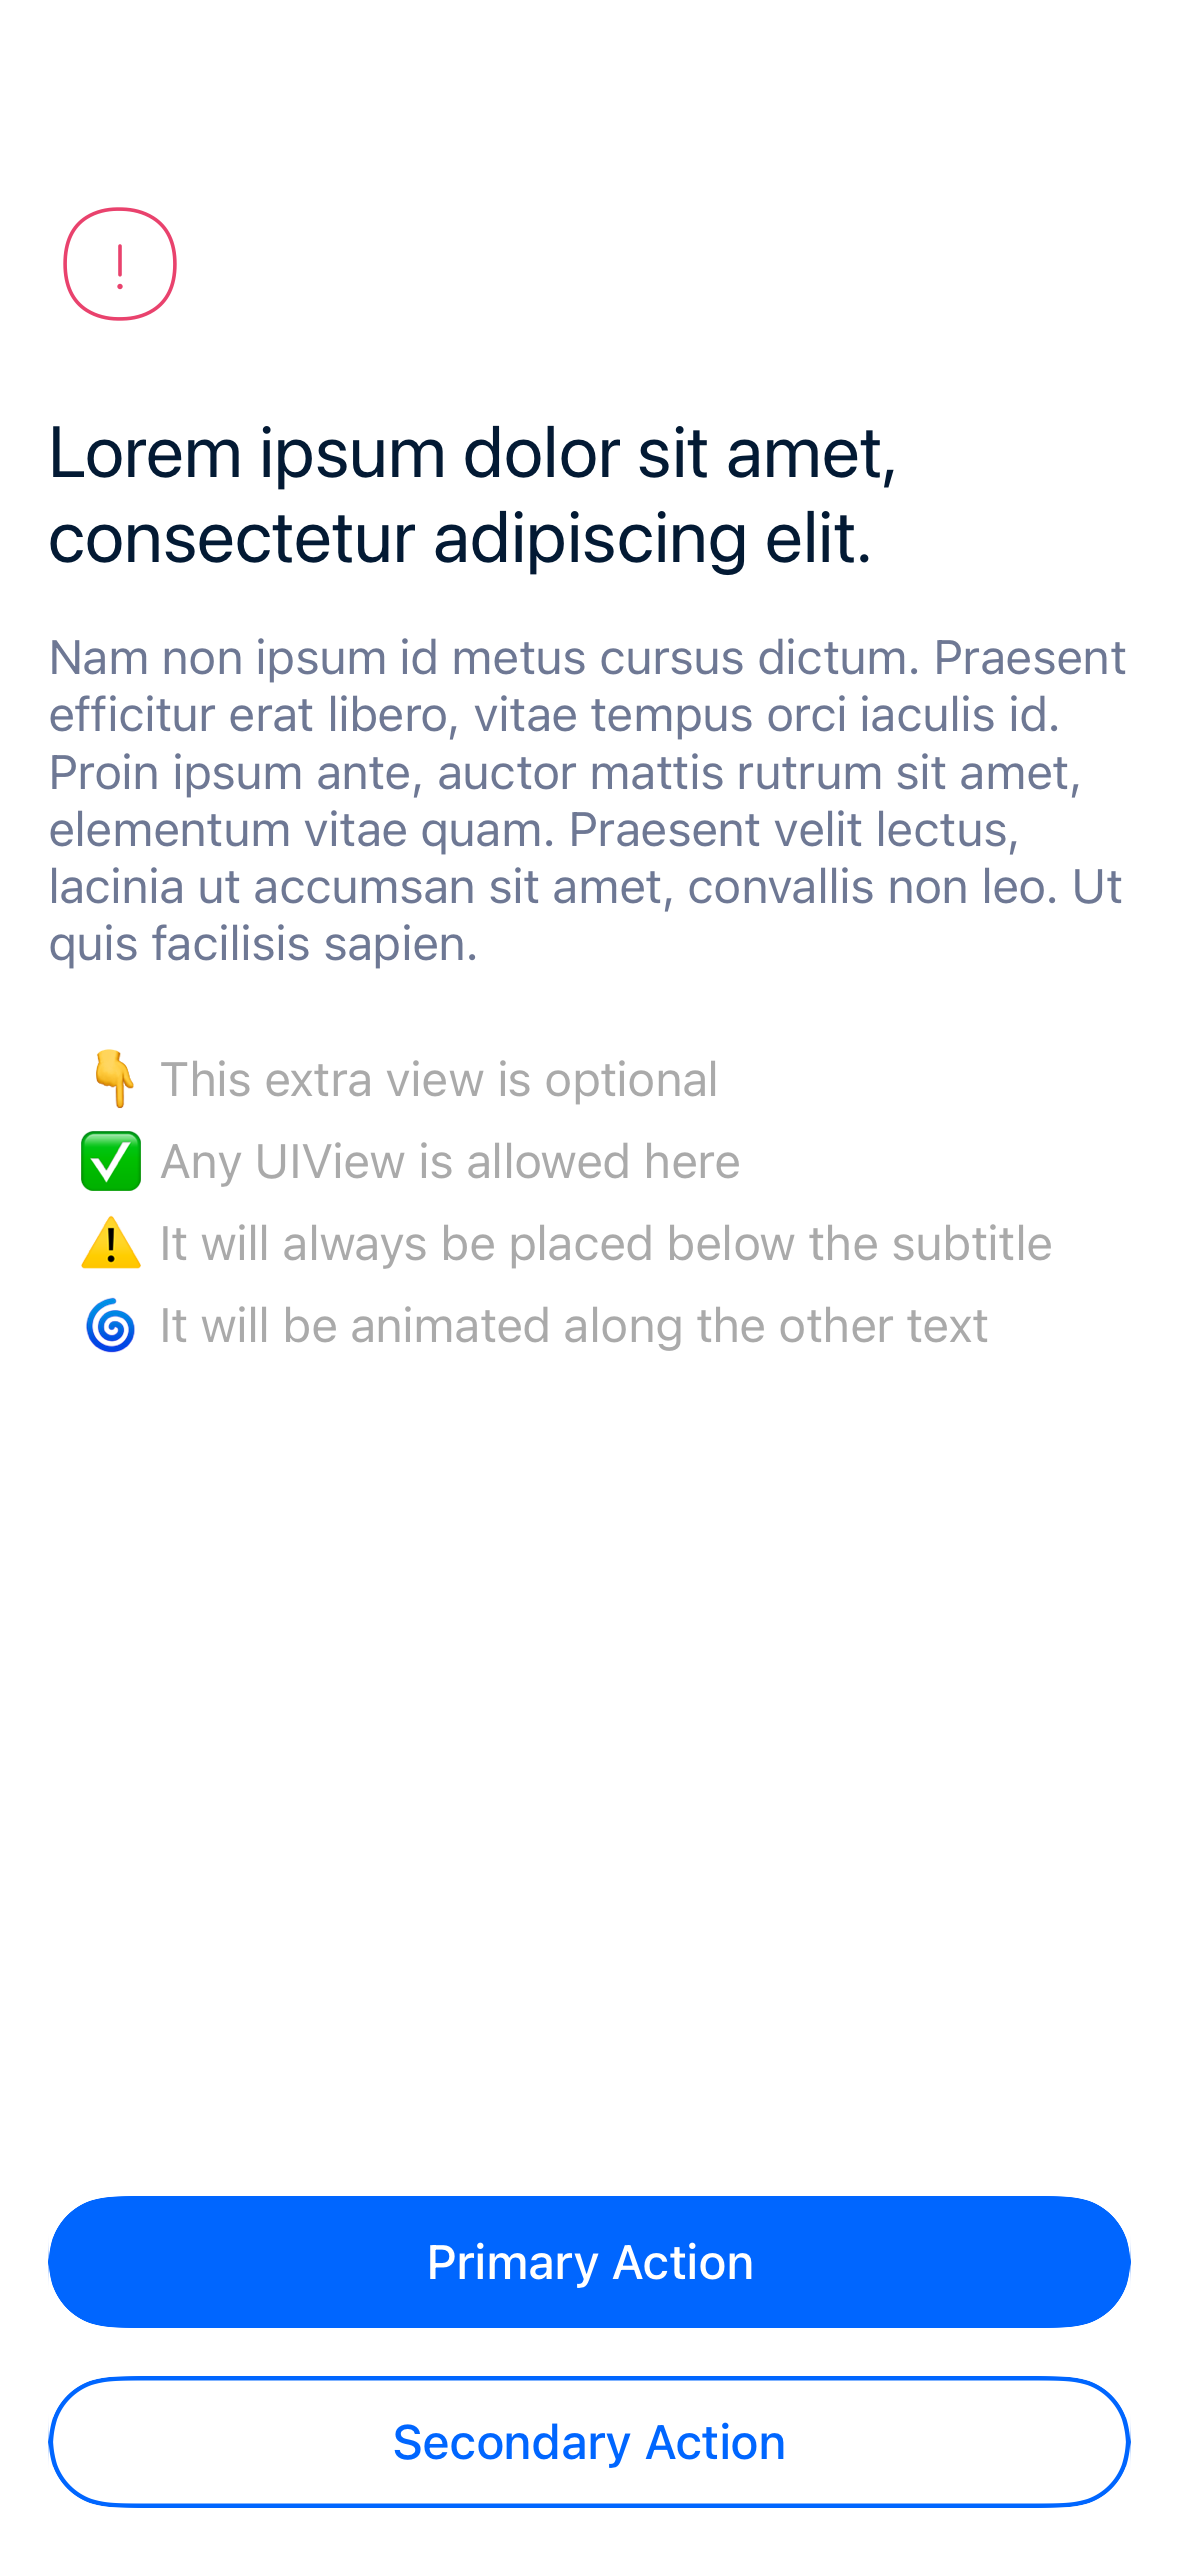 Lorem ipsum dolor sit amet,
consectetur adipiscing elit.
Nam non ipsum id metus cursus dictum. Praesent
efficitur erat libero, vitae tempus orci iaculis id.
Proin ipsum ante, auctor mattis rutrum sit amet,
elementum vitae quam. Praesent velit lectus,
lacinia ut accumsan sit amet, convallis non leo. Ut
quis facilisis sapien.
👇 This extra view is optional
✅ Any UIView is allowed here
⚠️ It will always be placed below the subtitle
🌀 It will be animated along the other text
Primary Action
Secondary Action